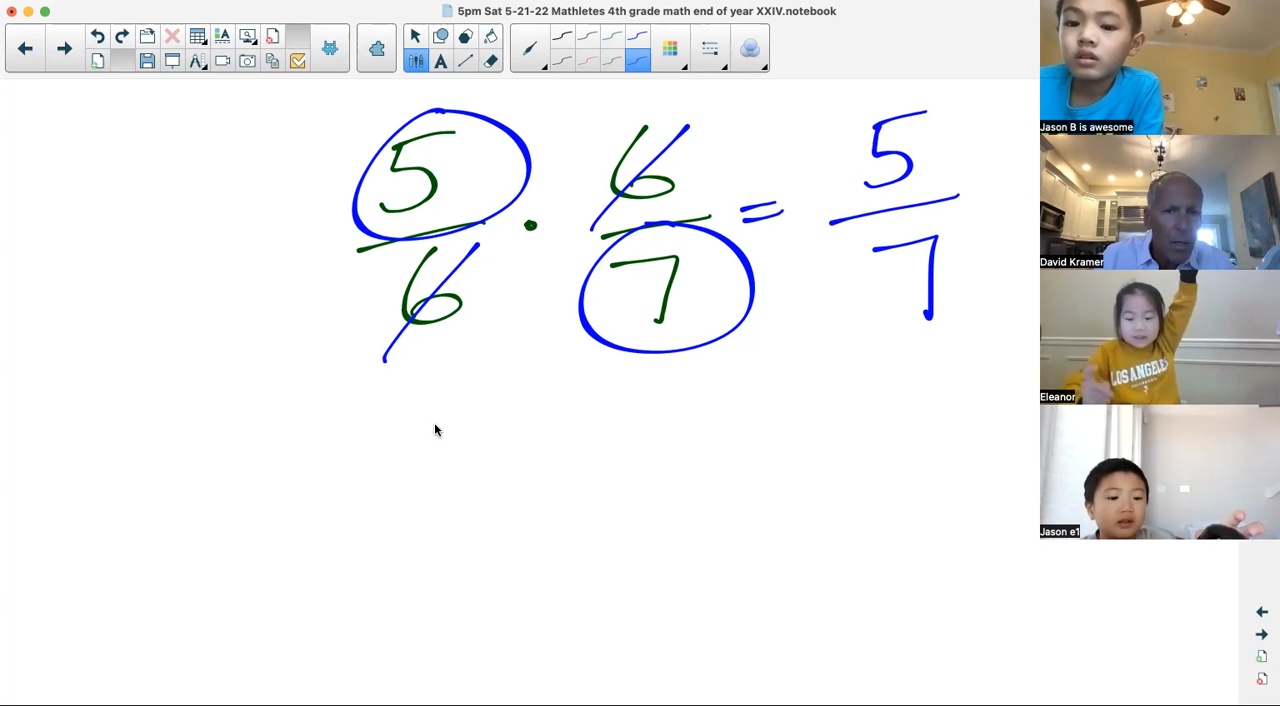 5pm Sat 5-21-22 Mathletes 4th grade math end of year XXIV.notebook
A
A
5/6 · 6/7 = 5/7
Jason B is awesome
David Kramer
LOS ANGELES
Eleanor
Jason e1